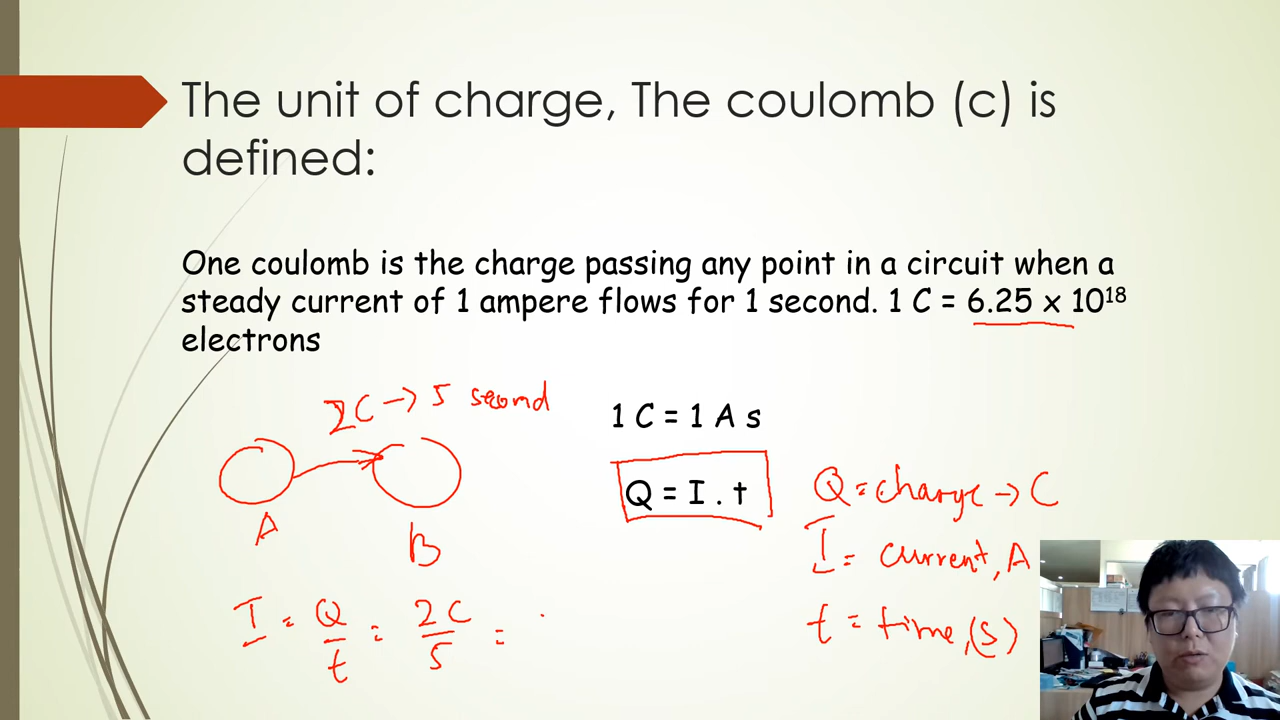 The unit of charge, The coulomb (c) is
defined:
One coulomb is the charge passing any point in a circuit when a
steady current of 1 ampere flows for 1 second. 1 C = 6.25 x 10¹⁸
electrons
2C → 5 second
A
B
I = Q/t = 2C/5 =
1 C = 1 A s
Q = I . t
Q = charge → C
I = current, A
t = time, (s)